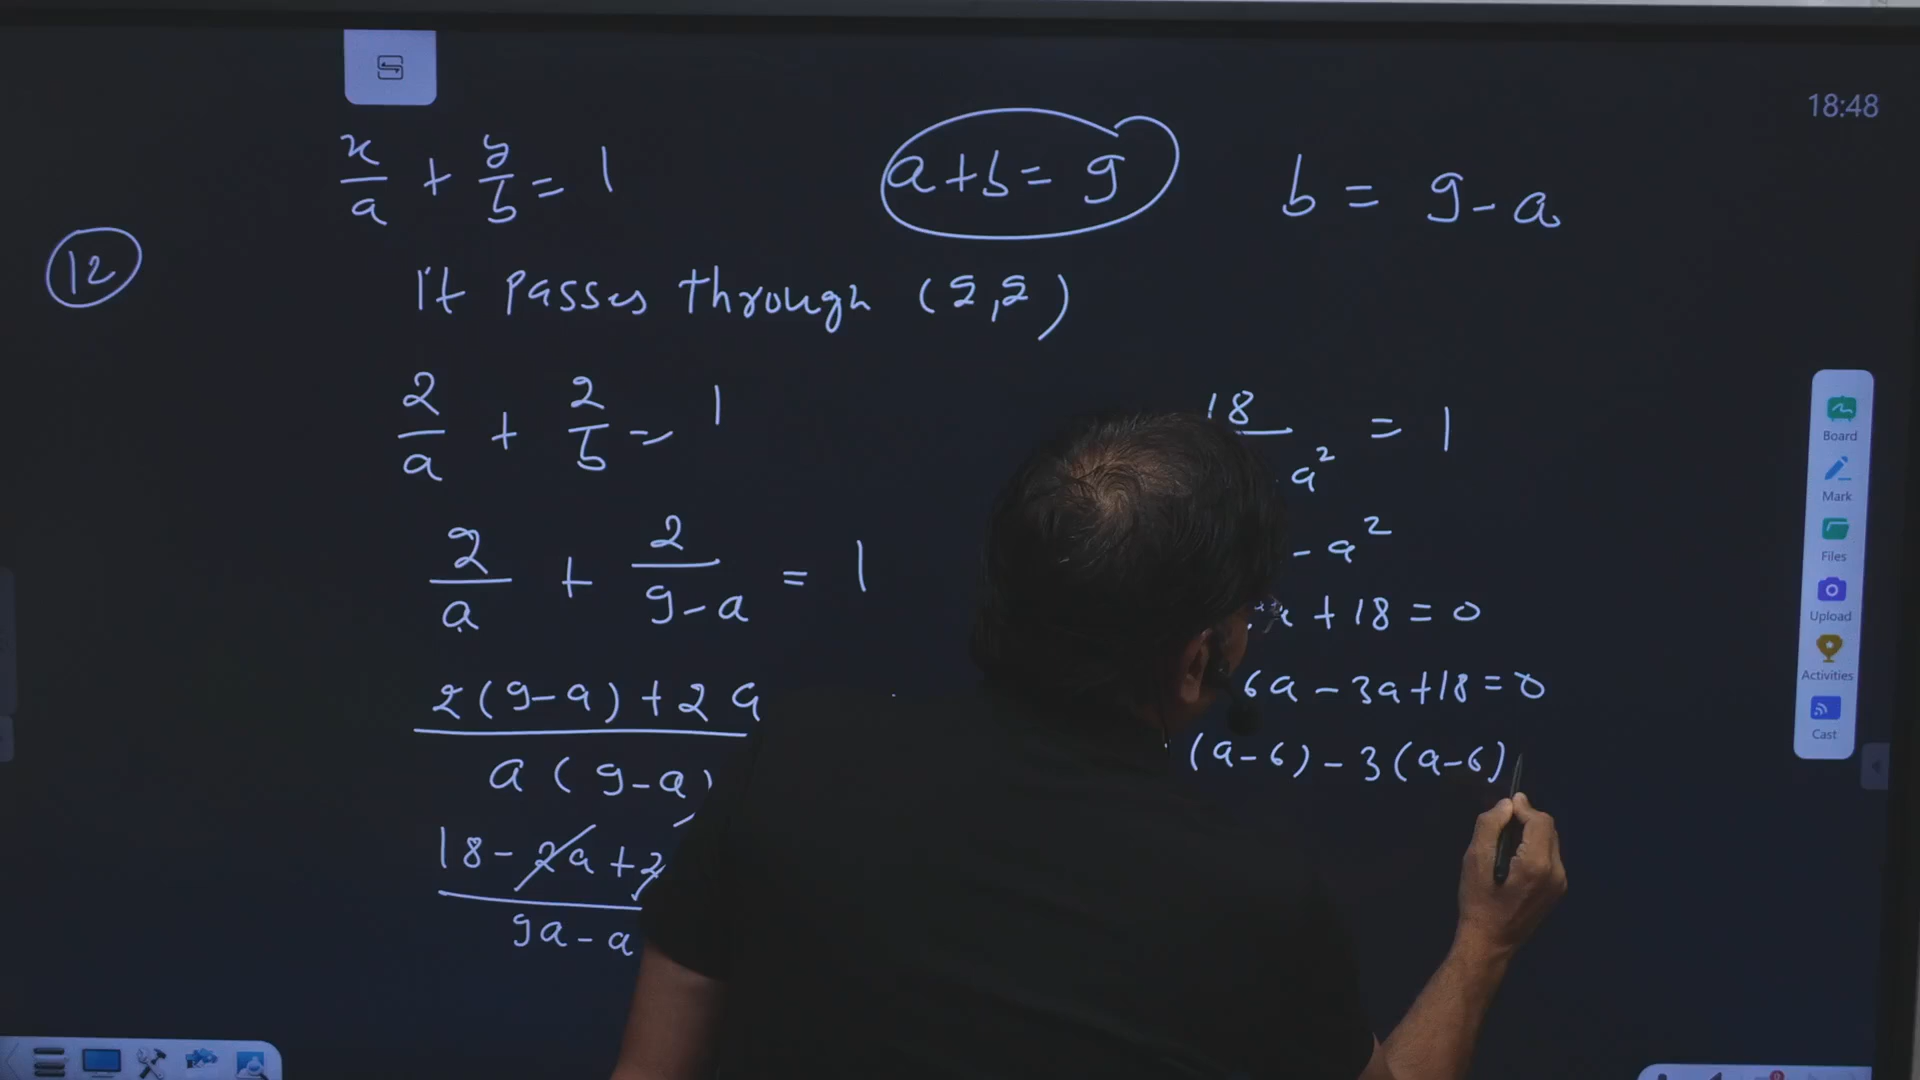 18:48
x/a + y/b = 1
a+b = 9
b = 9-a
12
It passes through (2,2)
2/a + 2/b = 1
2/a + 2/9-a = 1
2(9-a)+2a
a(9-a)
18-2a+2
9a-a
18
a² = 1
-a²
+18=0
6a-3a+18=0
(a-6)-3(a-6)
Board
Mark
Files
Upload
Activities
Cast